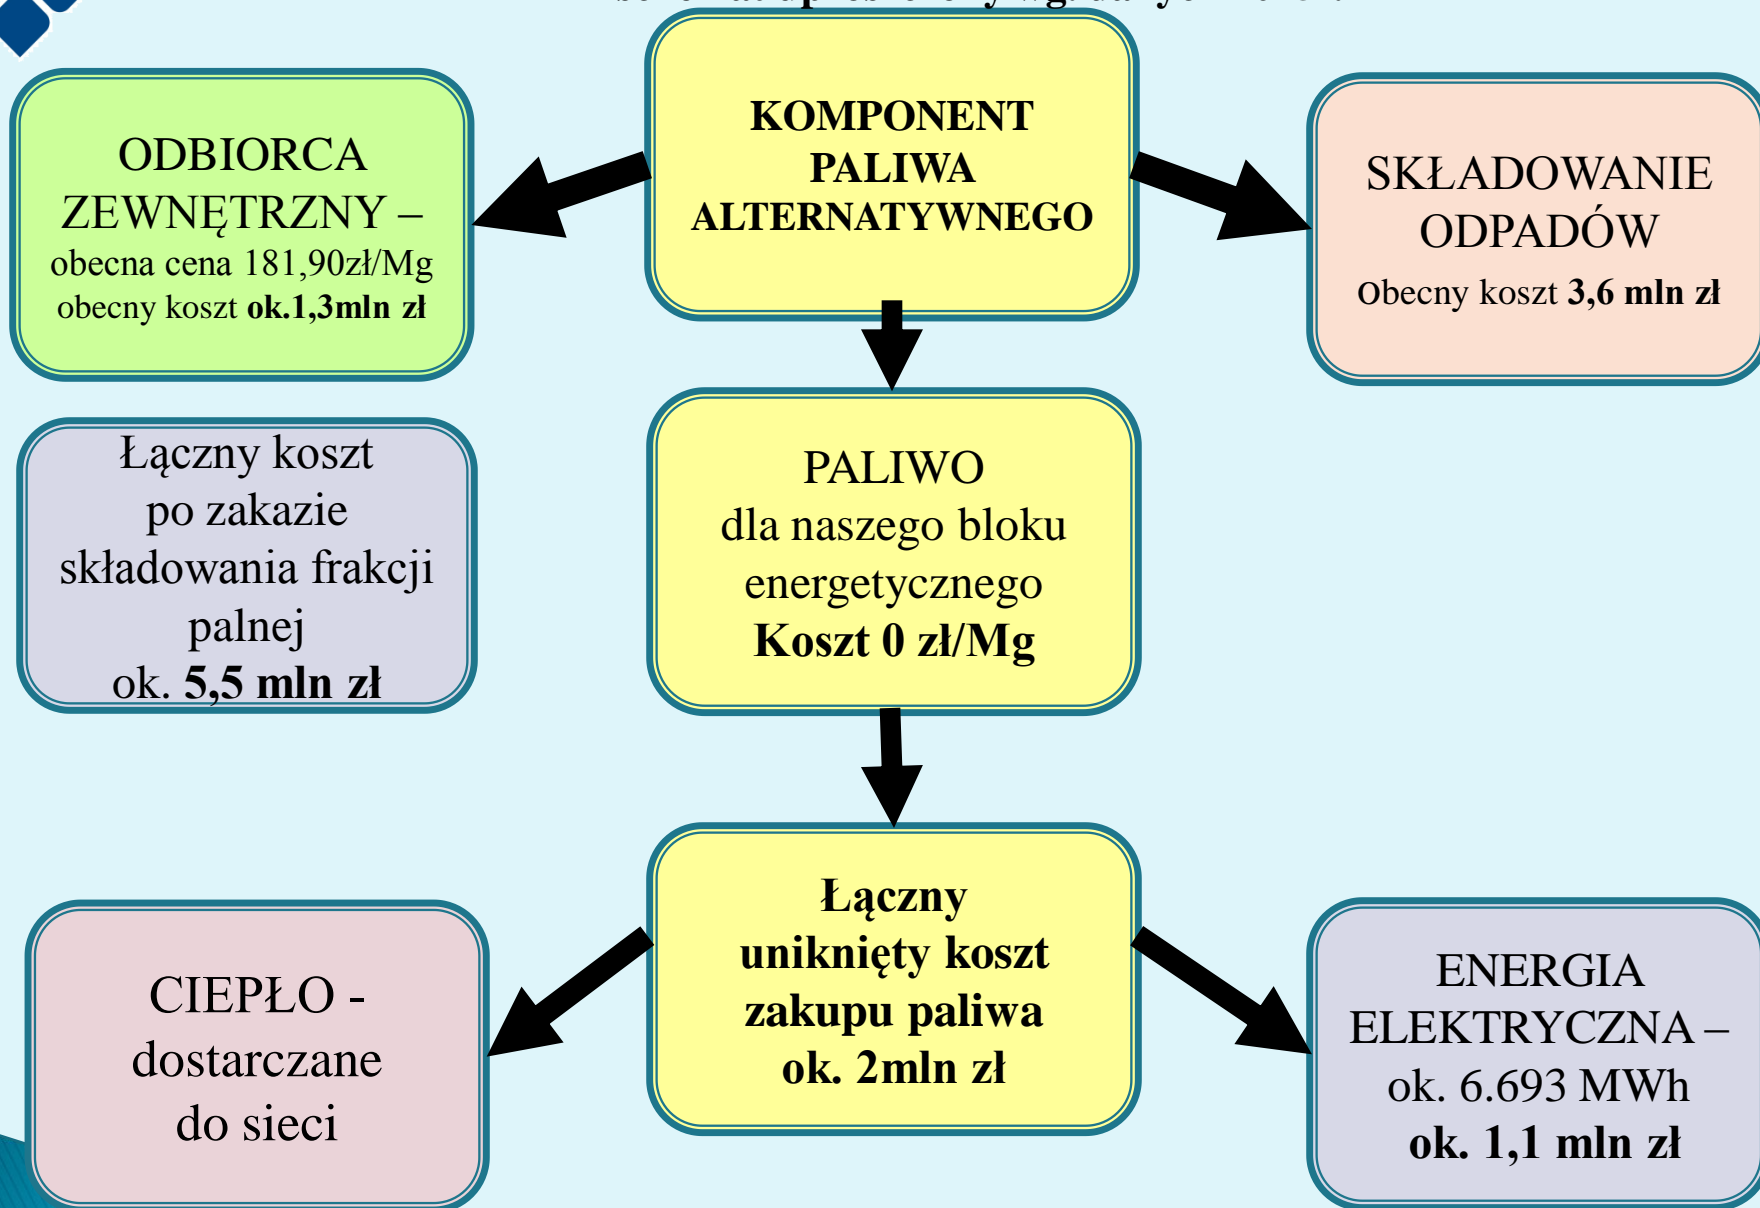 KOMPONENT
PALIWA
ALTERNATYWNEGO
ODBIORCA
ZEWNĘTRZNY –
obecna cena 181,90zł/Mg
obecny koszt ok.1,3mln zł
SKŁADOWANIE
ODPADÓW
Obecny koszt 3,6 mln zł
Łączny koszt
po zakazie
składowania frakcji
palnej
ok. 5,5 mln zł
PALIWO
dla naszego bloku
energetycznego
Koszt 0 zł/Mg
Łączny
uniknięty koszt
zakupu paliwa
ok. 2mln zł
CIEPŁO -
dostarczane
do sieci
ENERGIA
ELEKTRYCZNA –
ok. 6.693 MWh
ok. 1,1 mln zł